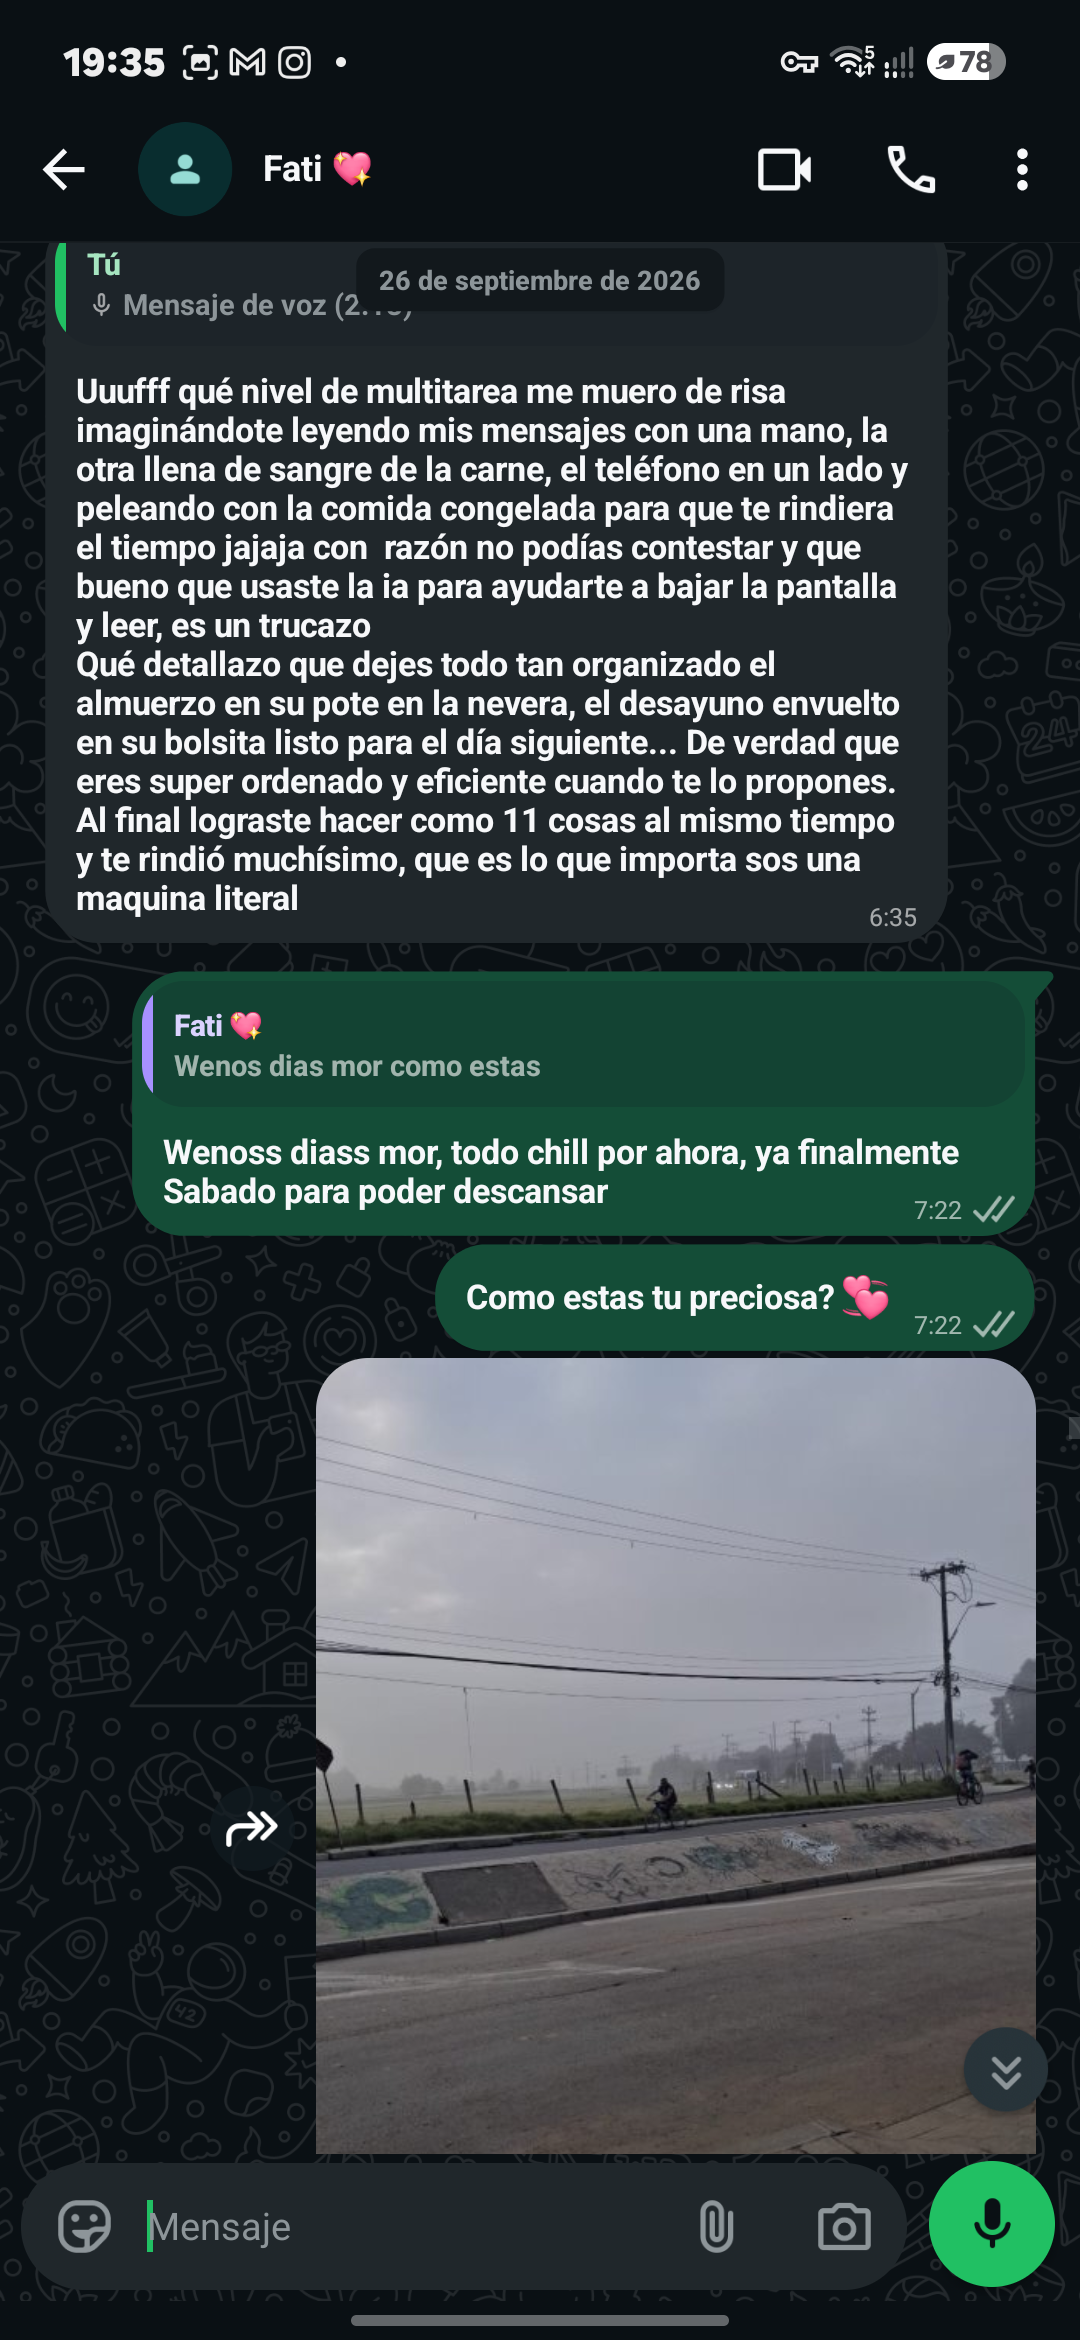 19:35
5
78
Fati 💖
Tú
26 de septiembre de 2026
Mensaje de voz
Uuufff qué nivel de multitarea me muero de risa
imaginándote leyendo mis mensajes con una mano, la
otra llena de sangre de la carne, el teléfono en un lado y
peleando con la comida congelada para que te rindiera
el tiempo jajaja con  razón no podías contestar y que
bueno que usaste la ia para ayudarte a bajar la pantalla
y leer, es un trucazo
Qué detallazo que dejes todo tan organizado el
almuerzo en su pote en la nevera, el desayuno envuelto
en su bolsita listo para el día siguiente... De verdad que
eres super ordenado y eficiente cuando te lo propones.
Al final lograste hacer como 11 cosas al mismo tiempo
y te rindió muchísimo, que es lo que importa sos una
maquina literal
6:35
Fati 💖
Wenos dias mor como estas
Wenoss diass mor, todo chill por ahora, ya finalmente
Sabado para poder descansar
7:22
Como estas tu preciosa? 💞
7:22
Mensaje